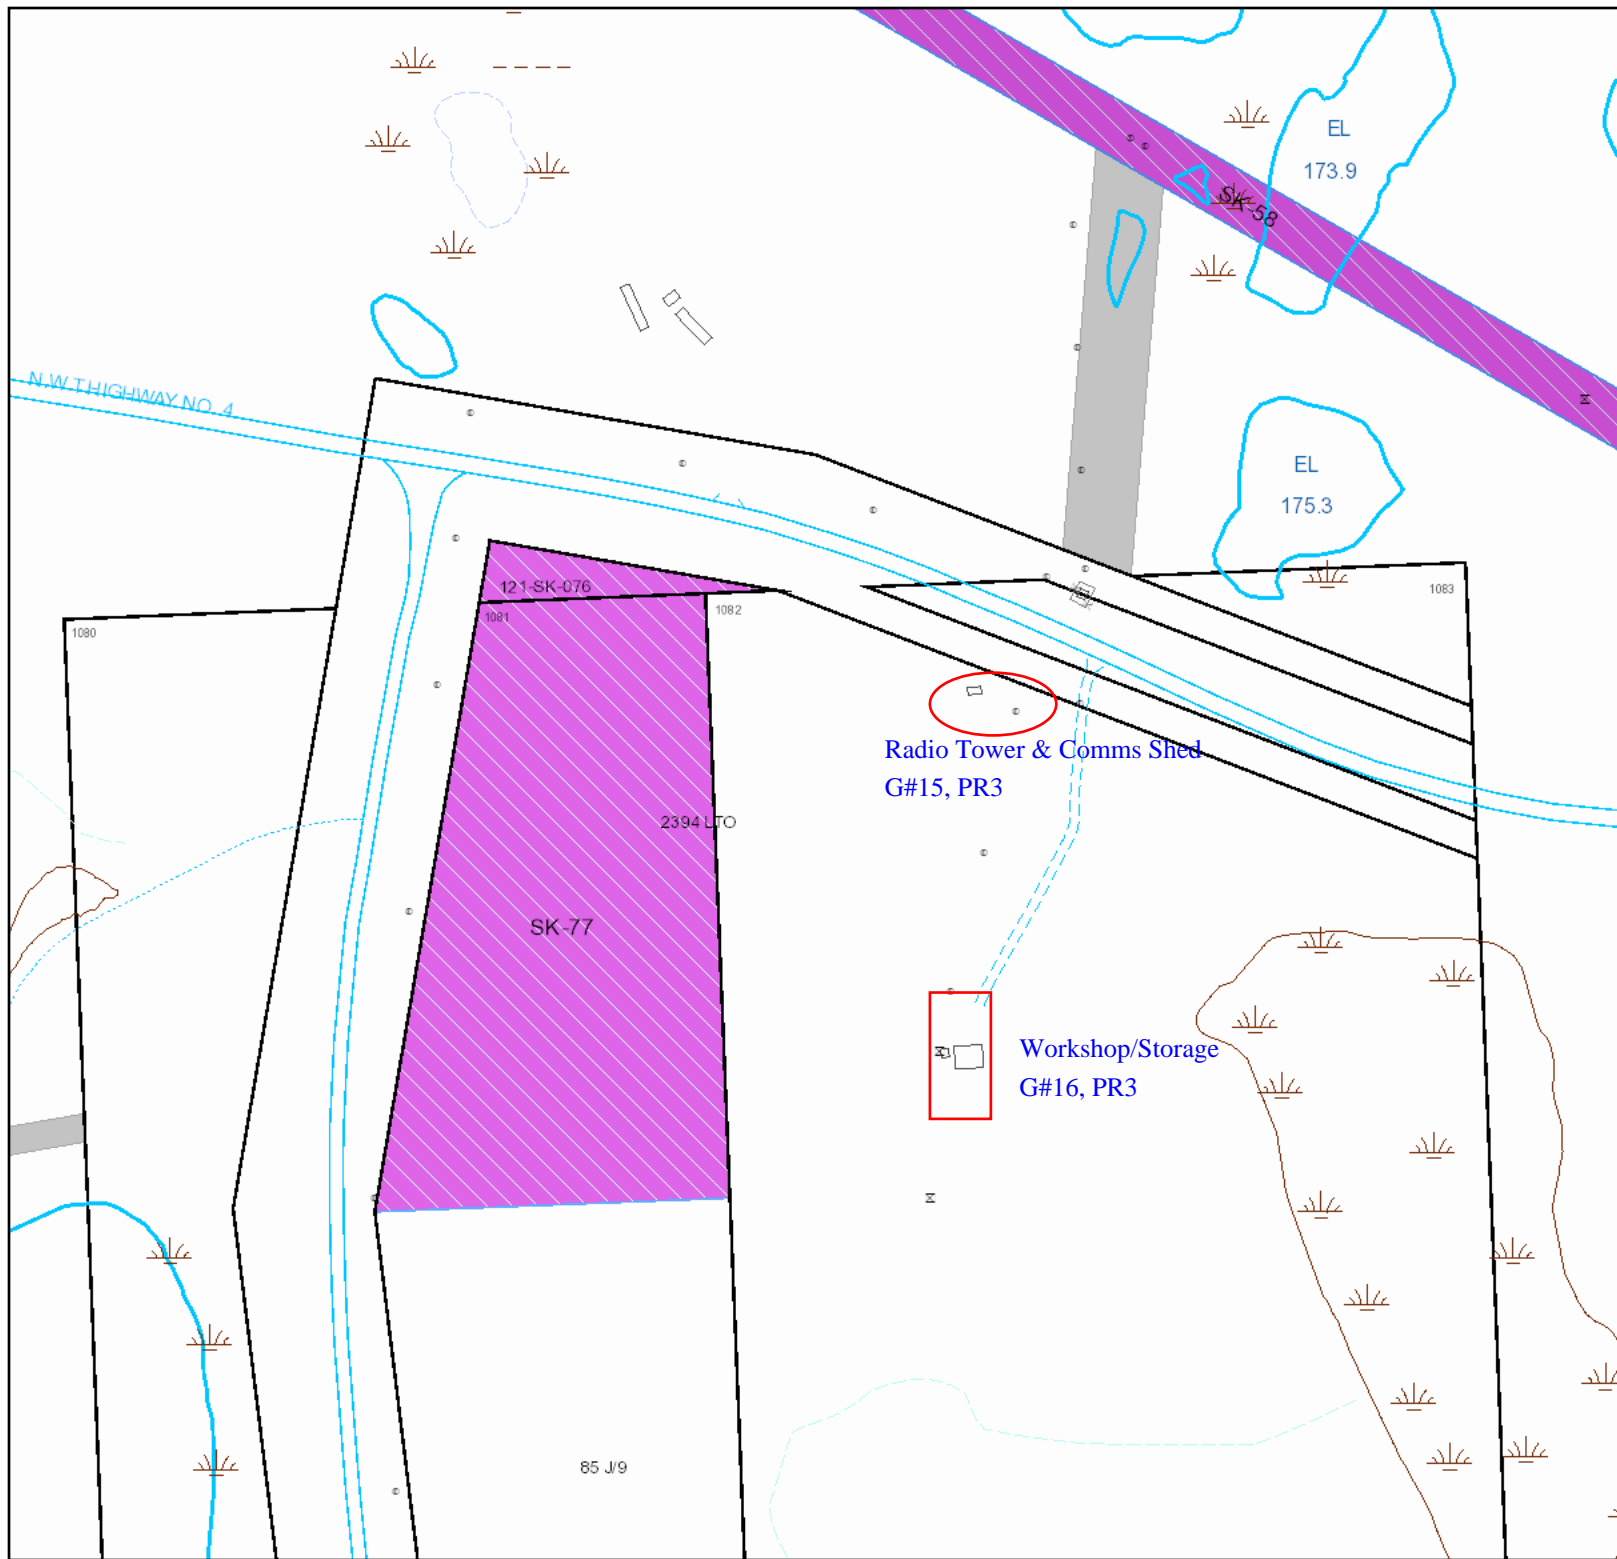 EL
173.9
SK-58
N.W.T HIGHWAY NO. 4
EL
175.3
121-SK-076
1083
1081
1082
1080
Radio Tower & Comms Shed
G#15, PR3
2394 LTO
SK-77
Workshop/Storage
G#16, PR3
85 J/9